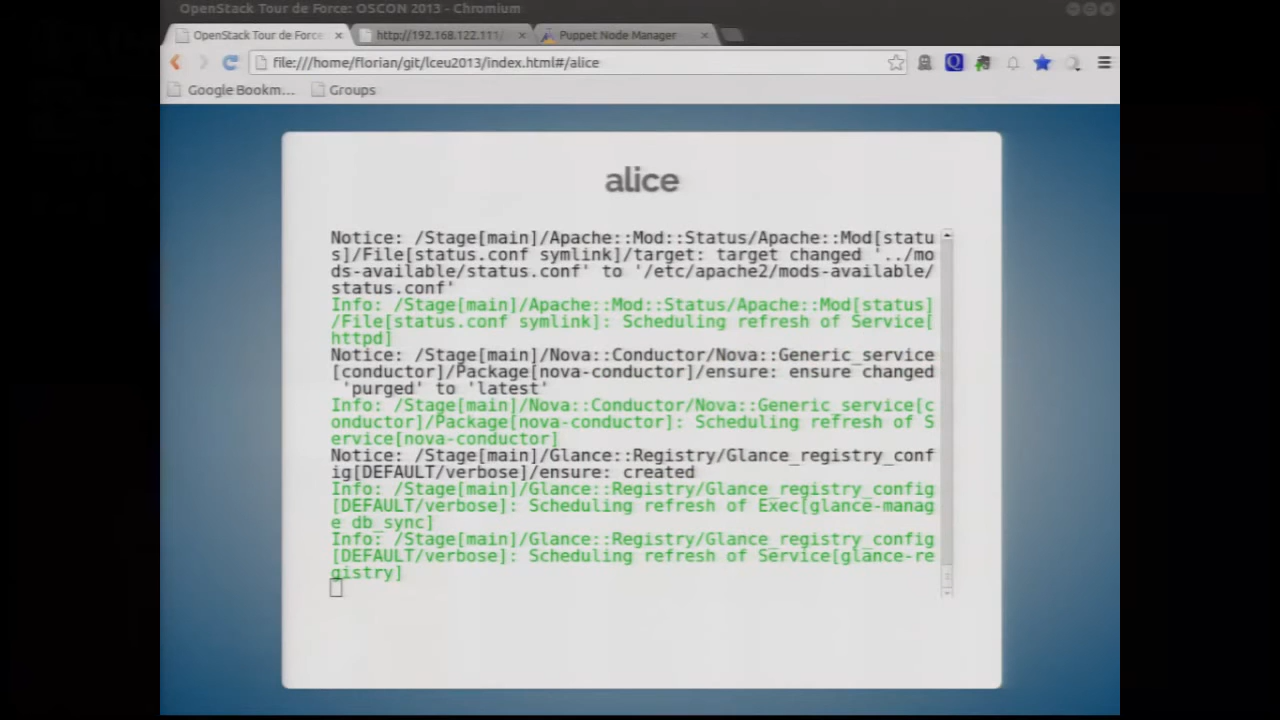 OpenStack Tour de Force: OSCON 2013 - Chromium
OpenStack Tour de Force
http://192.168.122.111/
Puppet Node Manager
file:///home/florian/git/lceu2013/index.html#/alice
Google Bookm...
Groups
alice
Notice: /Stage[main]/Apache::Mod::Status/Apache::Mod[statu
s]/File[status.conf symlink]/target: target changed '../mo
ds-available/status.conf' to '/etc/apache2/mods-available/
status.conf'
Info: /Stage[main]/Apache::Mod::Status/Apache::Mod[status]
/File[status.conf symlink]: Scheduling refresh of Service[
httpd]
Notice: /Stage[main]/Nova::Conductor/Nova::Generic_service
[conductor]/Package[nova-conductor]/ensure: ensure changed
'purged' to 'latest'
Info: /Stage[main]/Nova::Conductor/Nova::Generic_service[c
onductor]/Package[nova-conductor]: Scheduling refresh of S
ervice[nova-conductor]
Notice: /Stage[main]/Glance::Registry/Glance_registry_conf
ig[DEFAULT/verbose]/ensure: created
Info: /Stage[main]/Glance::Registry/Glance_registry_config
[DEFAULT/verbose]: Scheduling refresh of Exec[glance-manag
e db_sync]
Info: /Stage[main]/Glance::Registry/Glance_registry_config
[DEFAULT/verbose]: Scheduling refresh of Service[glance-re
gistry]